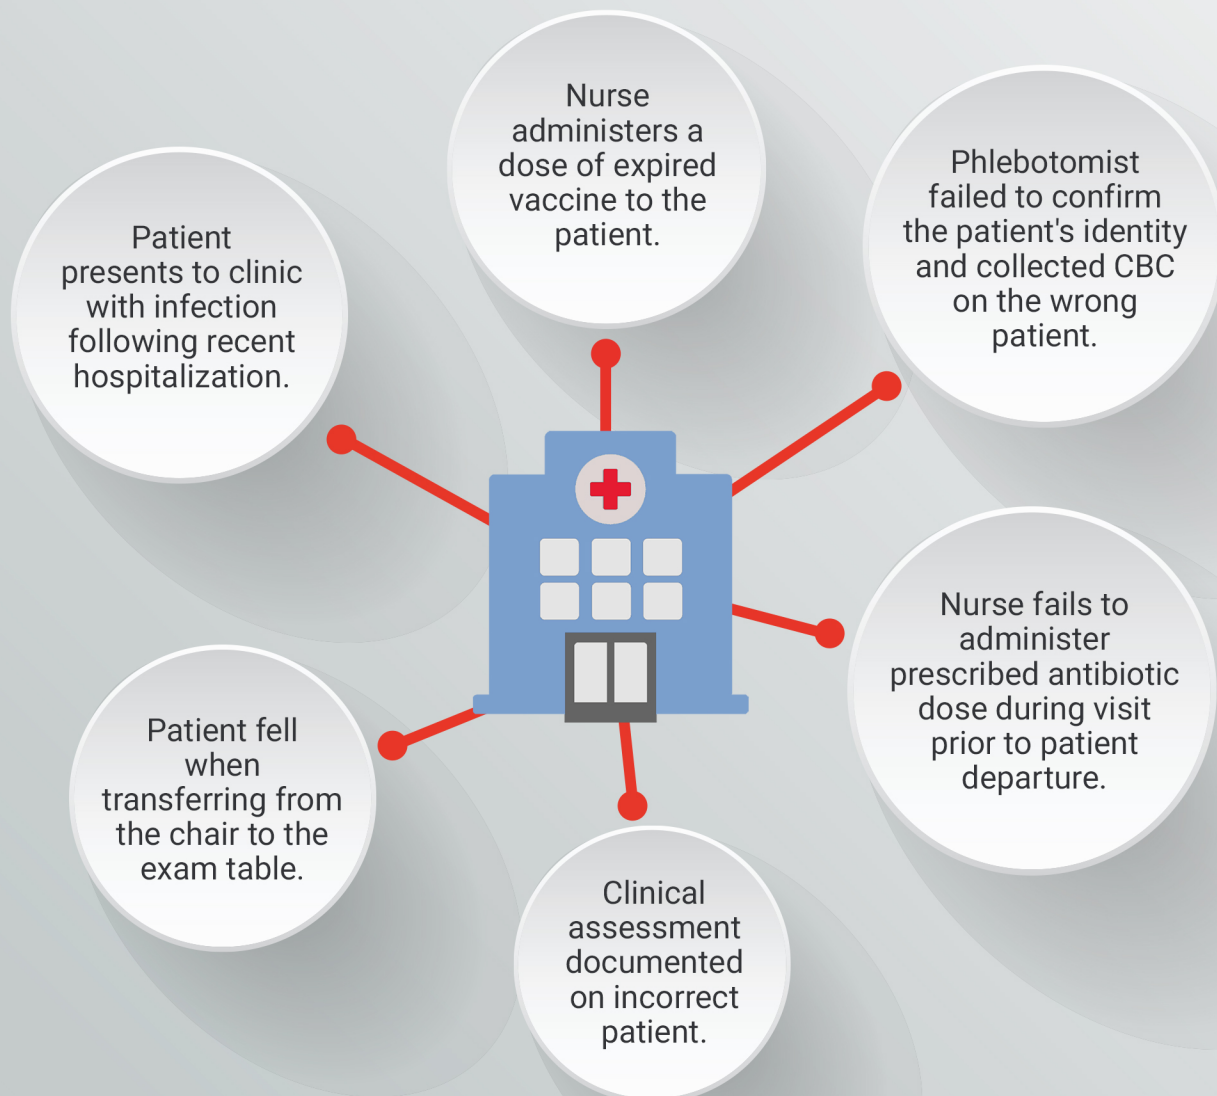 Nurse
administers a
dose of expired
vaccine to the
patient.
Phlebotomist
failed to confirm
the patient's identity
and collected CBC
on the wrong
patient.
Patient
presents to clinic
with infection
following recent
hospitalization.
Nurse fails to
administer
prescribed antibiotic
dose during visit
prior to patient
departure.
Patient fell
when
transferring from
the chair to the
exam table.
Clinical
assessment
documented
on incorrect
patient.